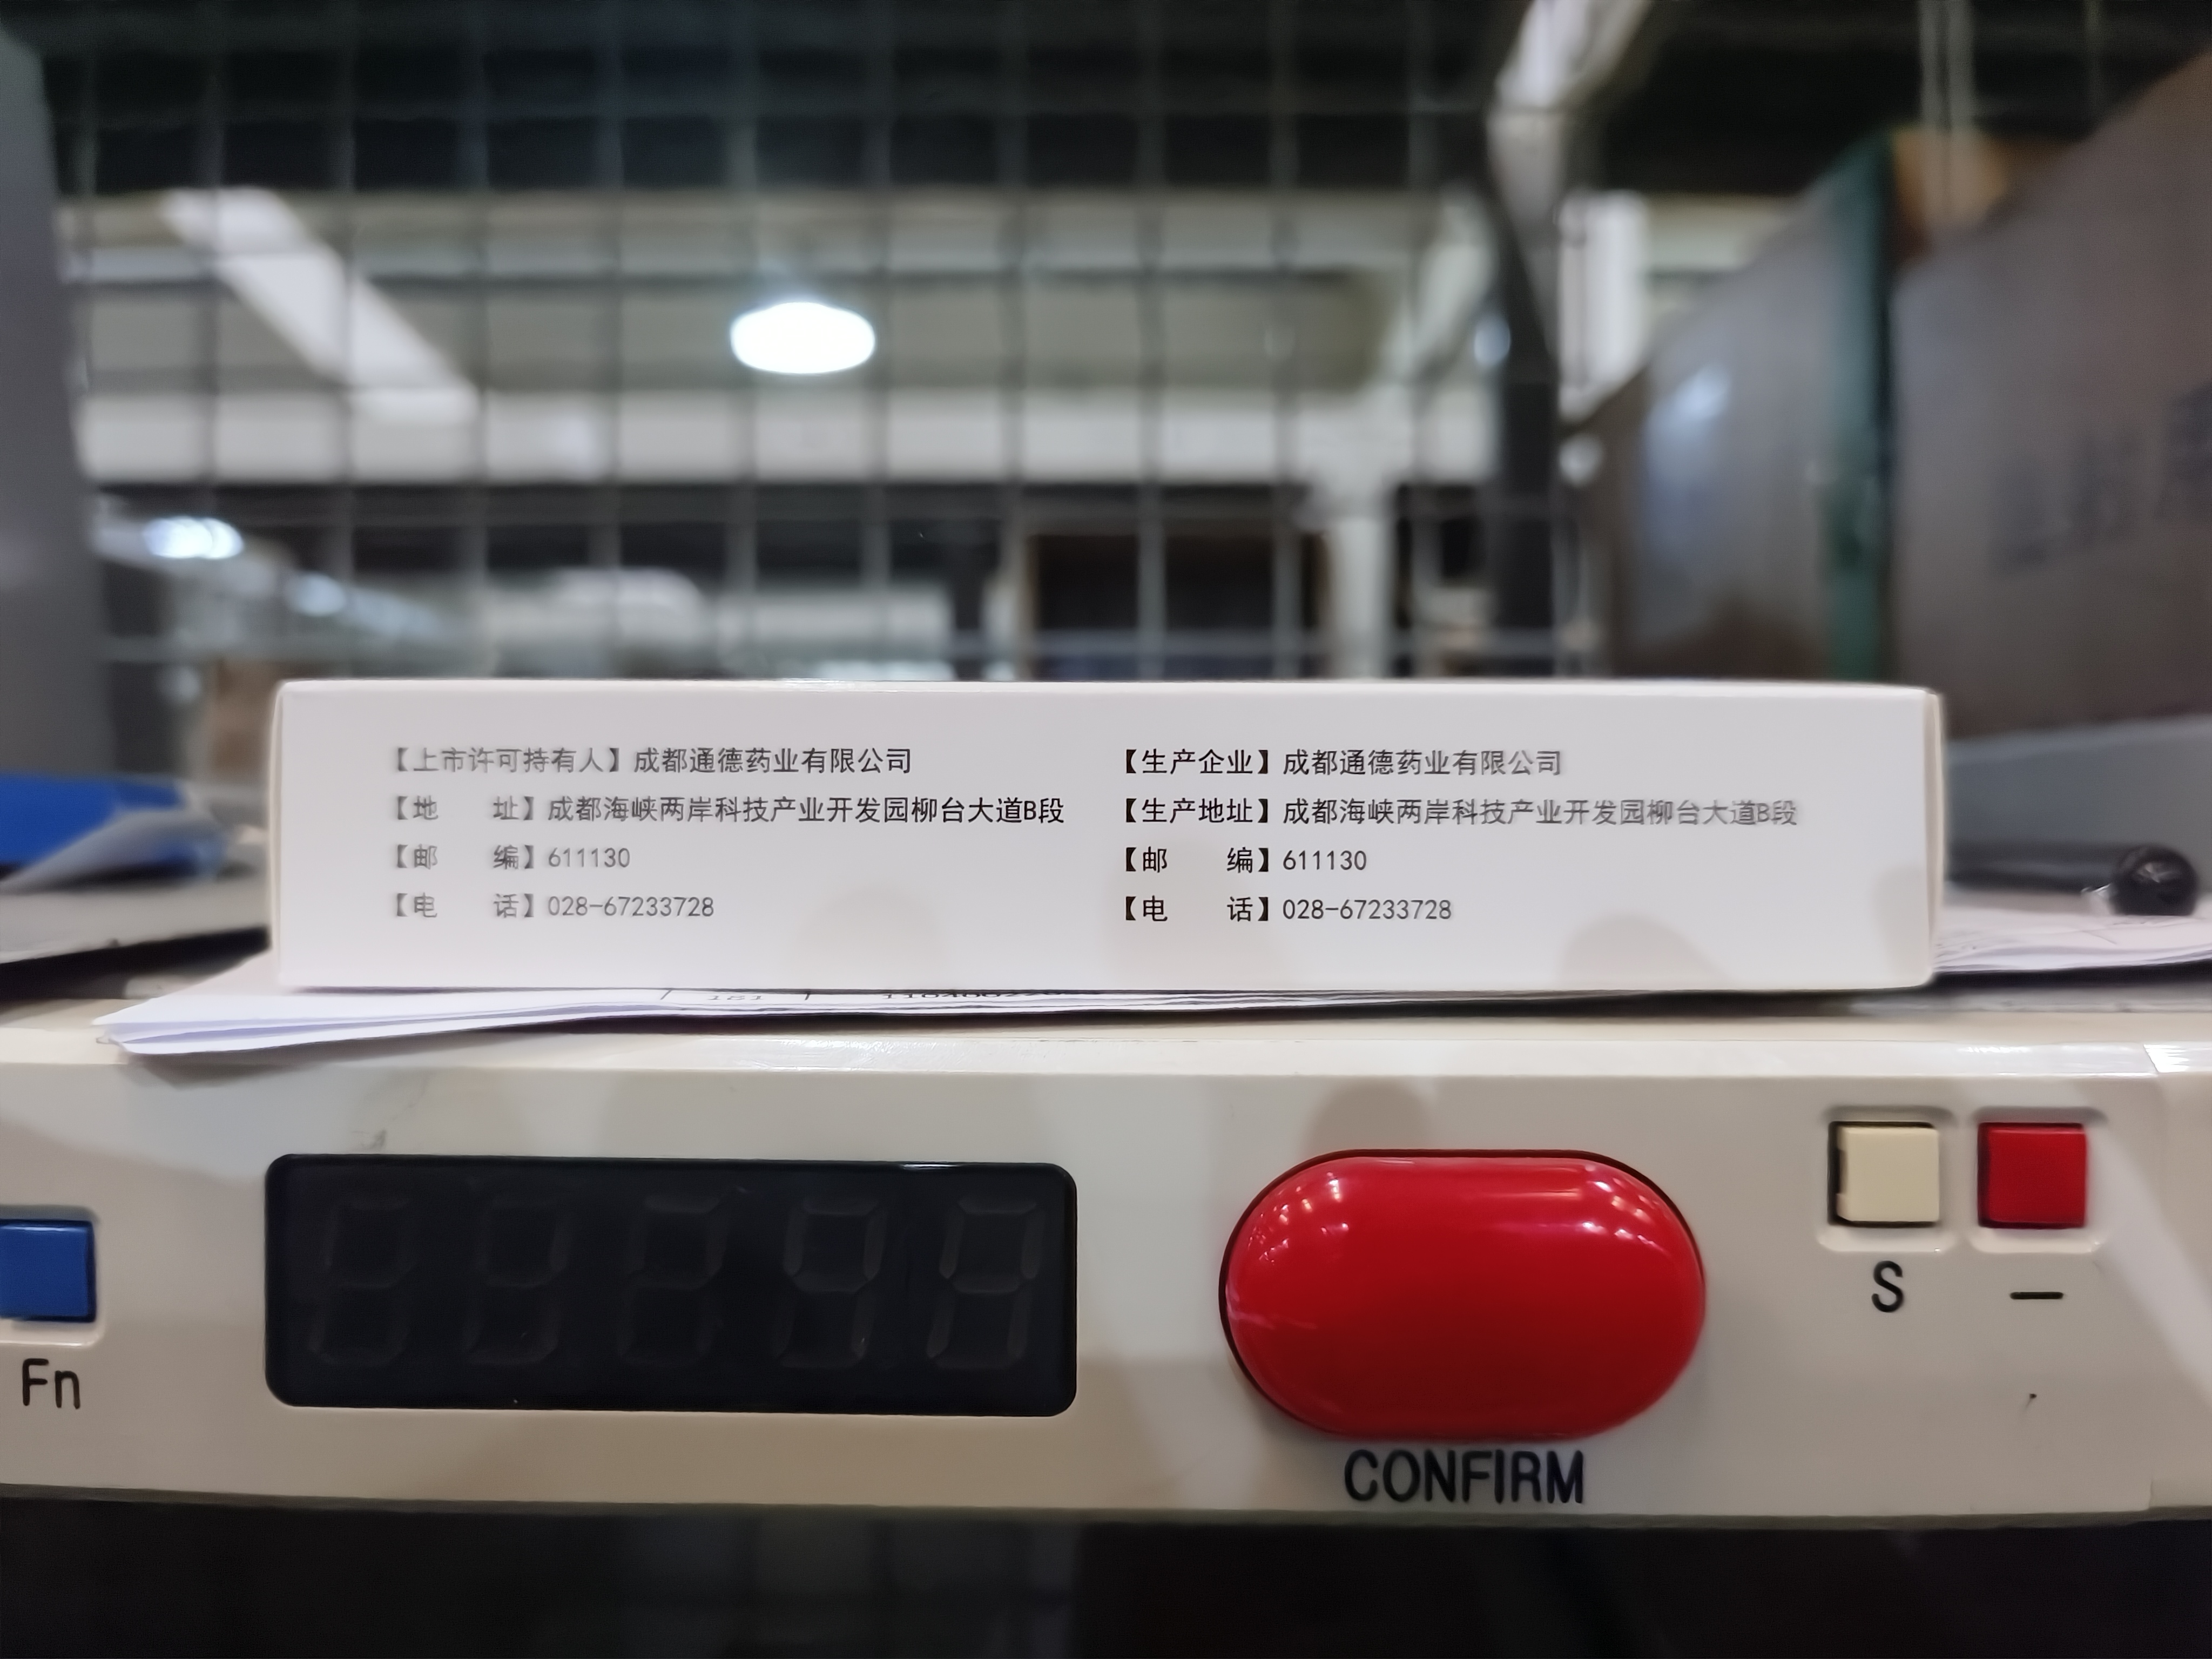 【上市许可持有人】成都通德药业有限公司
【地　　址】成都海峡两岸科技产业开发园柳台大道B段
【邮　　编】611130
【电　　话】028-67233728
【生产企业】成都通德药业有限公司
【生产地址】成都海峡两岸科技产业开发园柳台大道B段
【邮　　编】611130
【电　　话】028-67233728
Fn
CONFIRM
S
—